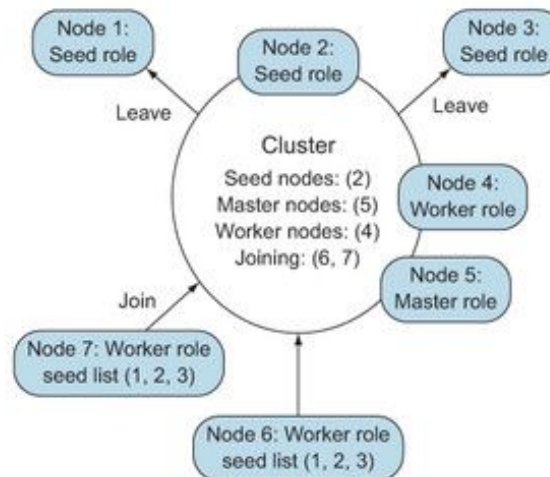 Node 1:
Seed role
Node 2:
Seed role
Node 3:
Seed role
Leave
Leave
Cluster
Seed nodes: (2)
Master nodes: (5)
Worker nodes: (4)
Joining: (6, 7)
Node 4:
Worker role
Node 5:
Master role
Join
Node 7: Worker role
seed list (1, 2, 3)
Node 6: Worker role
seed list (1, 2, 3)